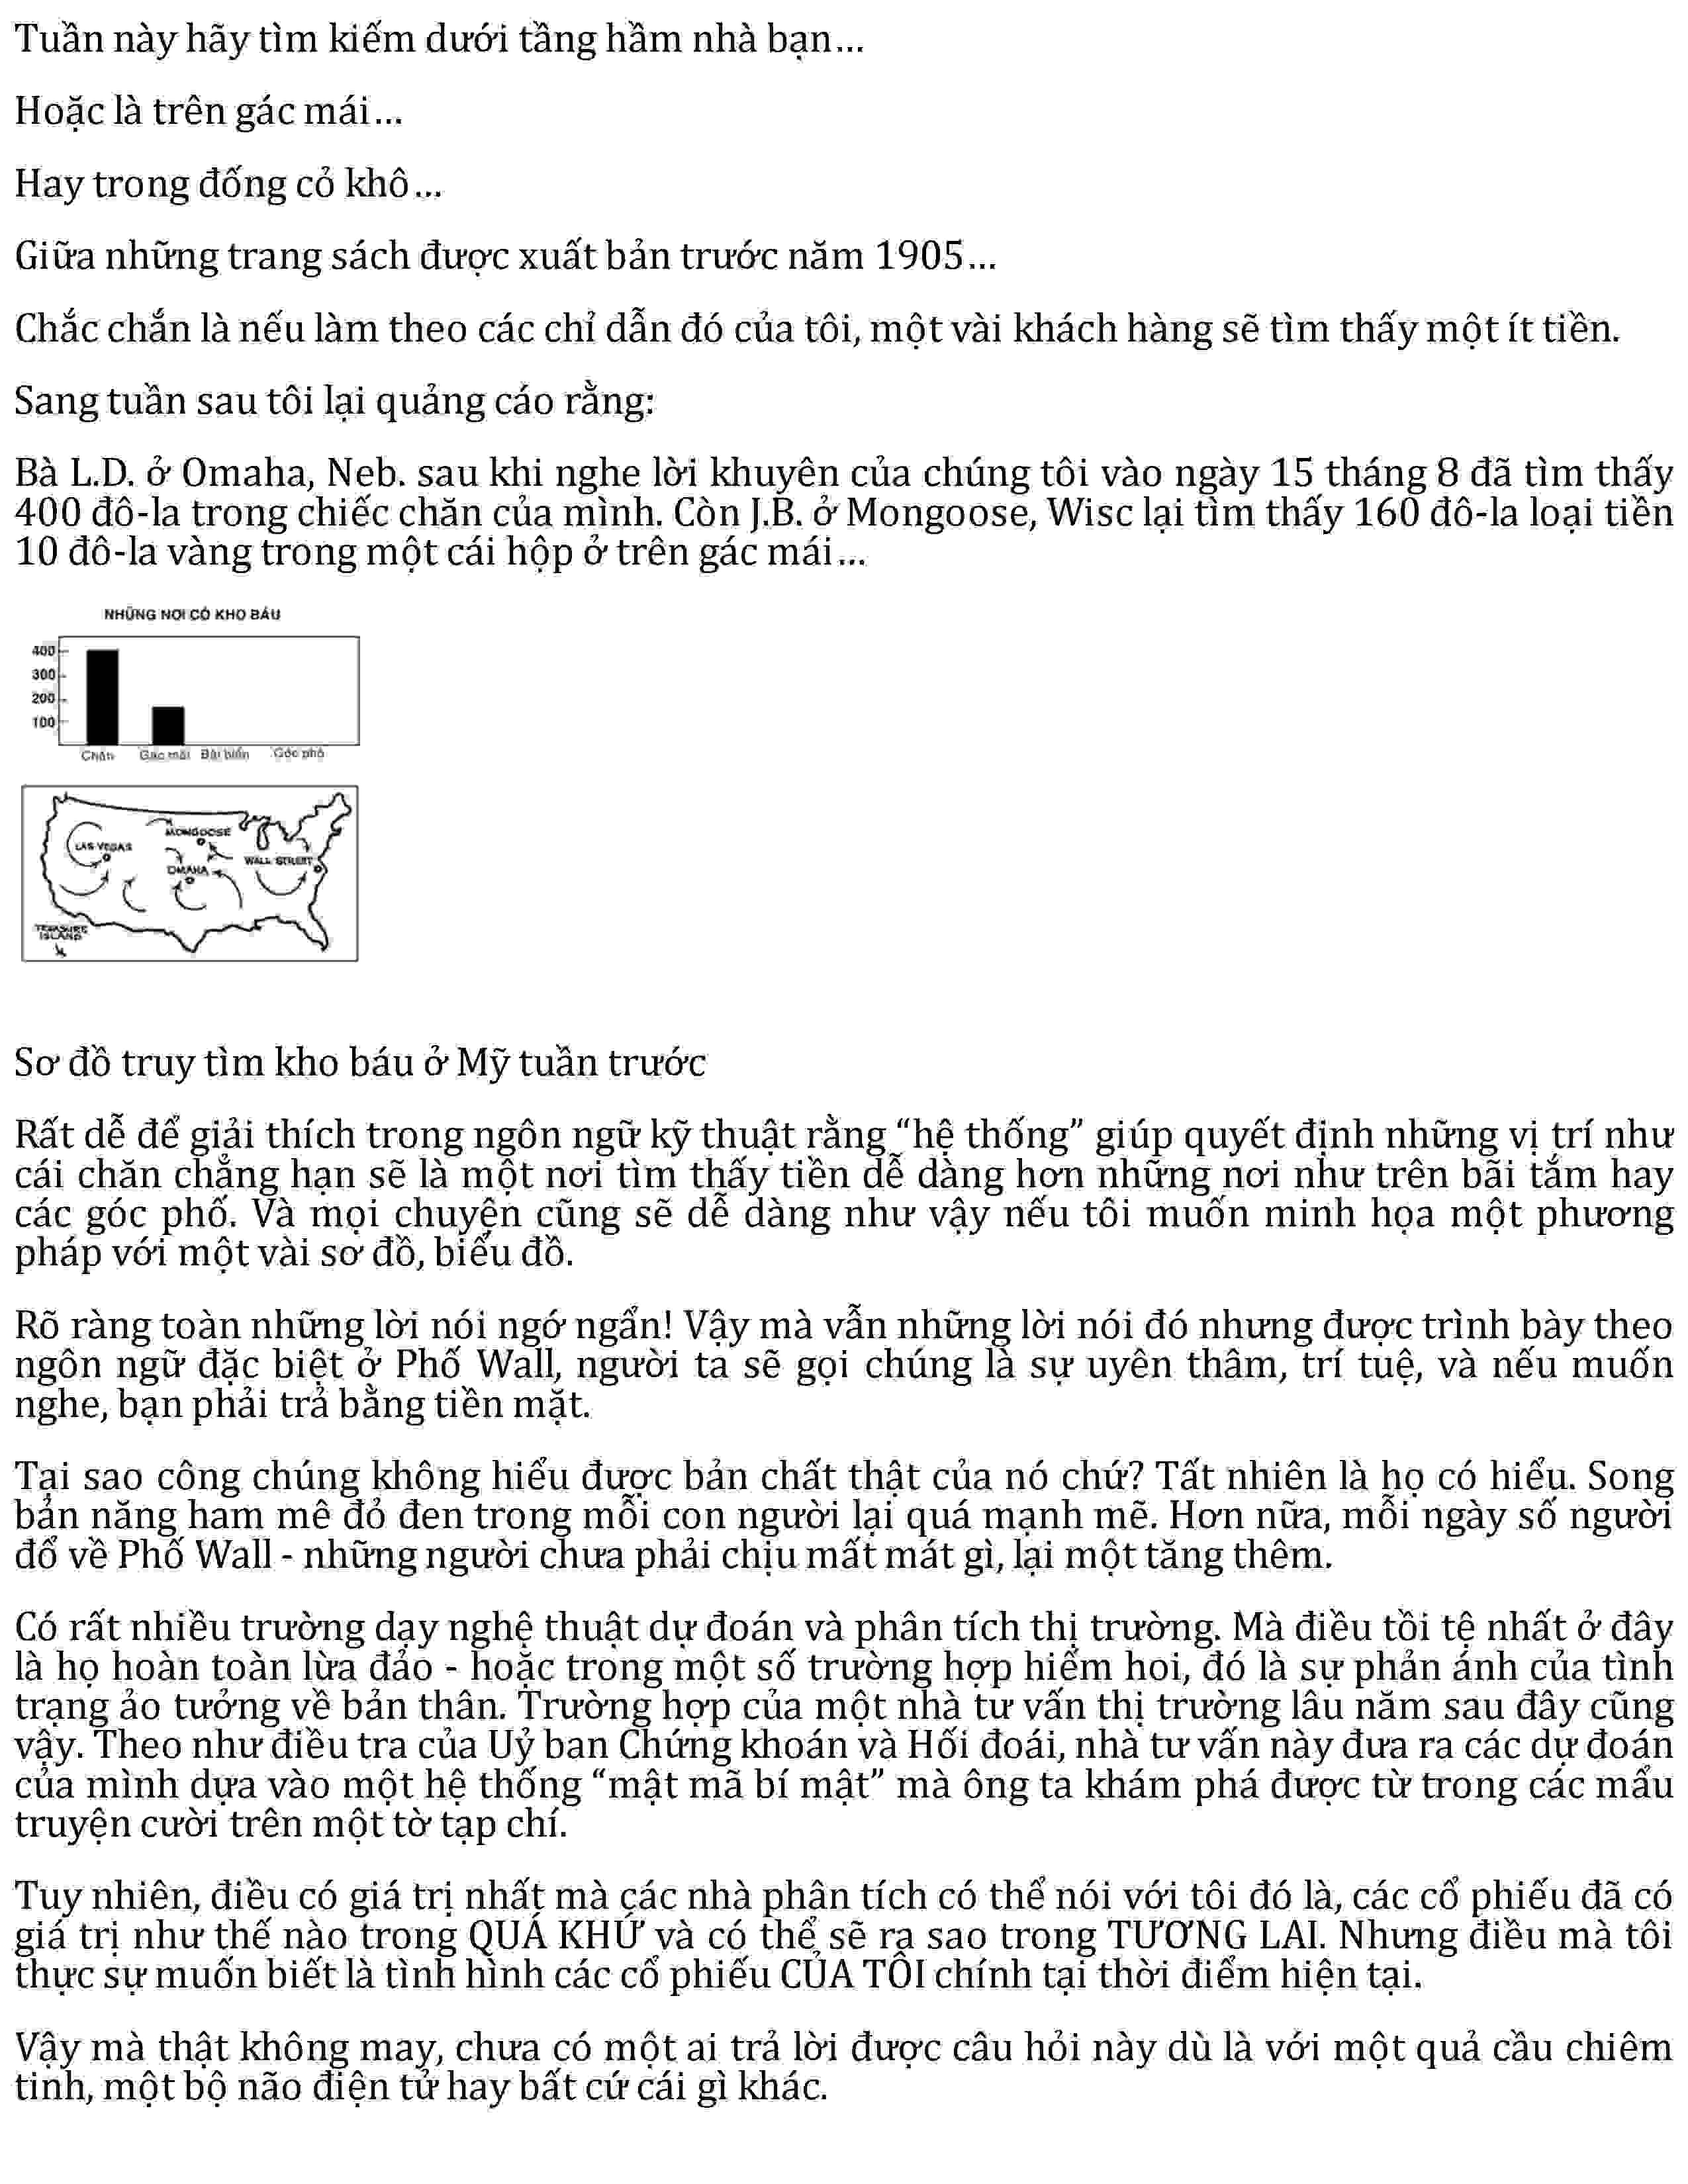 Tuần này hãy tìm kiếm dưới tầng hầm nhà bạn...
Hoặc là trên gác mái...
Hay trong đống cỏ khô...
Giữa những trang sách được xuất bản trước năm 1905...
Chắc chắn là nếu làm theo các chỉ dẫn đó của tôi, một vài khách hàng sẽ tìm thấy một ít tiền.
Sang tuần sau tôi lại quảng cáo rằng:
Bà L.D. ở Omaha, Neb. sau khi nghe lời khuyên của chúng tôi vào ngày 15 tháng 8 đã tìm thấy
400 đô-la trong chiếc chăn của mình. Còn J.B. ở Mongoose, Wisc lại tìm thấy 160 đô-la loại tiền
10 đô-la vàng trong một cái hộp ở trên gác mái...
NHỮNG NƠI CÓ KHO BÁU
400
300
200
100
Chăn Gác mái Bãi biển Góc phố
MONGOOSE
LAS VEGAS
WALL STREET
OMAHA
TREASURE
ISLAND
Sơ đồ truy tìm kho báu ở Mỹ tuần trước
Rất dễ để giải thích trong ngôn ngữ kỹ thuật rằng “hệ thống” giúp quyết định những vị trí như
cái chăn chẳng hạn sẽ là một nơi tìm thấy tiền dễ dàng hơn những nơi như trên bãi tắm hay
các góc phố. Và mọi chuyện cũng sẽ dễ dàng như vậy nếu tôi muốn minh họa một phương
pháp với một vài sơ đồ, biểu đồ.
Rõ ràng toàn những lời nói ngớ ngẩn! Vậy mà vẫn những lời nói đó nhưng được trình bày theo
ngôn ngữ đặc biệt ở Phố Wall, người ta sẽ gọi chúng là sự uyên thâm, trí tuệ, và nếu muốn
nghe, bạn phải trả bằng tiền mặt.
Tại sao công chúng không hiểu được bản chất thật của nó chứ? Tất nhiên là họ có hiểu. Song
bản năng ham mê đỏ đen trong mỗi con người lại quá mạnh mẽ. Hơn nữa, mỗi ngày số người
đổ về Phố Wall - những người chưa phải chịu mất mát gì, lại một tăng thêm.
Có rất nhiều trường dạy nghệ thuật dự đoán và phân tích thị trường. Mà điều tồi tệ nhất ở đây
là họ hoàn toàn lừa đảo - hoặc trong một số trường hợp hiếm hoi, đó là sự phản ánh của tình
trạng ảo tưởng về bản thân. Trường hợp của một nhà tư vấn thị trường lâu năm sau đây cũng
vậy. Theo như điều tra của Uỷ ban Chứng khoán và Hối đoái, nhà tư vấn này đưa ra các dự đoán
của mình dựa vào một hệ thống “mật mã bí mật” mà ông ta khám phá được từ trong các mẩu
truyện cười trên một tờ tạp chí.
Tuy nhiên, điều có giá trị nhất mà các nhà phân tích có thể nói với tôi đó là, các cổ phiếu đã có
giá trị như thế nào trong QUÁ KHỨ và có thể sẽ ra sao trong TƯƠNG LAI. Nhưng điều mà tôi
thực sự muốn biết là tình hình các cổ phiếu CỦA TÔI chính tại thời điểm hiện tại.
Vậy mà thật không may, chưa có một ai trả lời được câu hỏi này dù là với một quả cầu chiêm
tinh, một bộ não điện tử hay bất cứ cái gì khác.